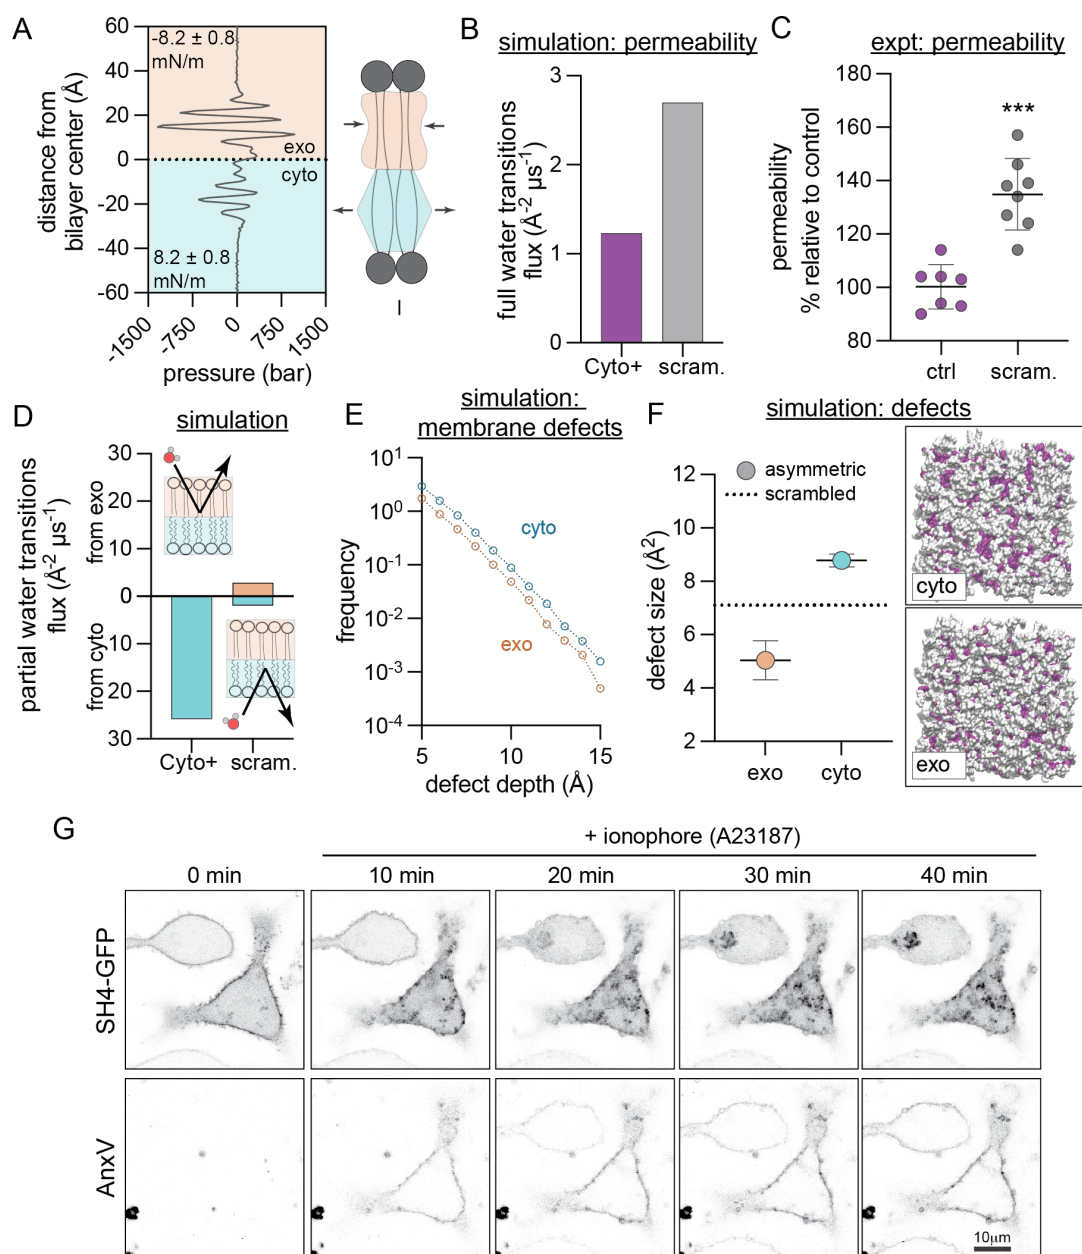 A
60
40
20
0
-20
-40
-60
distance from
bilayer center (Å)
-8.2 ± 0.8
mN/m
exo
cyto
8.2 ± 0.8
mN/m
-1500
-750
0
750
1500
pressure (bar)
B
simulation: permeability
3
2
1
0
full water transitions
flux (Å-2 µs-1)
Cyto+
scram.
C
expt: permeability
180
160
140
120
100
80
permeability
% relative to control
***
ctrl
scram.
D
simulation
30
20
10
0
10
20
30
partial water transitions
flux (Å-2 µs-1)
from exo
from cyto
Cyto+
scram.
E
simulation:
membrane defects
101
100
10-1
10-2
10-3
10-4
frequency
cyto
exo
5
10
15
defect depth (Å)
F
simulation: defects
12
10
8
6
4
2
defect size (Å2)
asymmetric
scrambled
exo
cyto
cyto
exo
G
+ ionophore (A23187)
0 min
10 min
20 min
30 min
40 min
SH4-GFP
AnxV
10µm